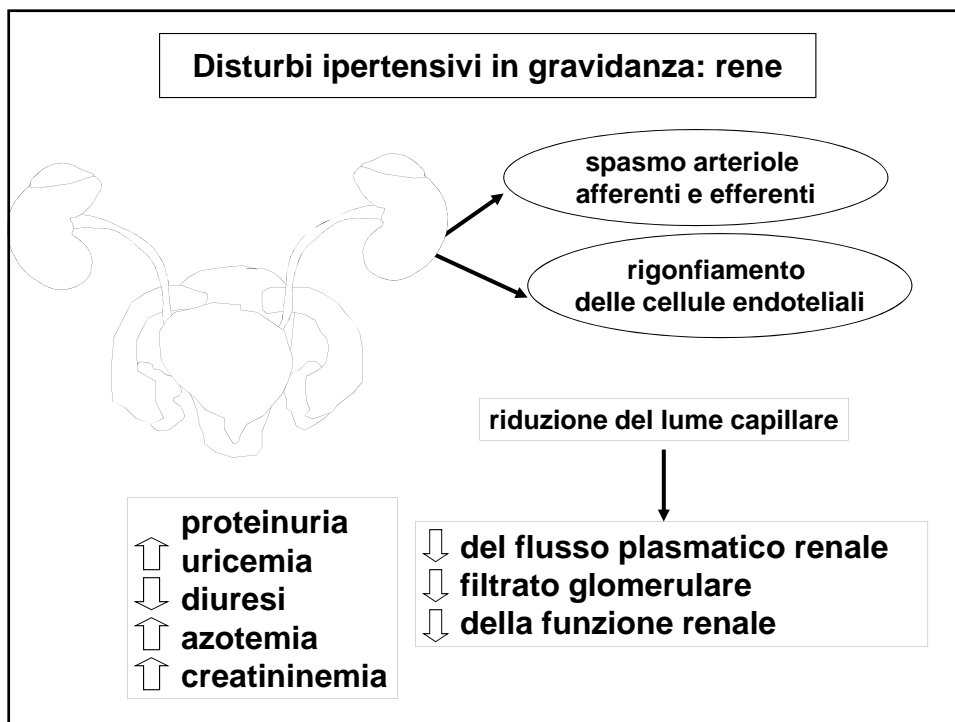 Disturbi ipertensivi in gravidanza: rene
spasmo arteriole
afferenti e efferenti
rigonfiamento
delle cellule endoteliali
riduzione del lume capillare
proteinuria
⇧ uricemia
⇩ diuresi
⇧ azotemia
⇧ creatininemia
⇩ del flusso plasmatico renale
⇩ filtrato glomerulare
⇩ della funzione renale